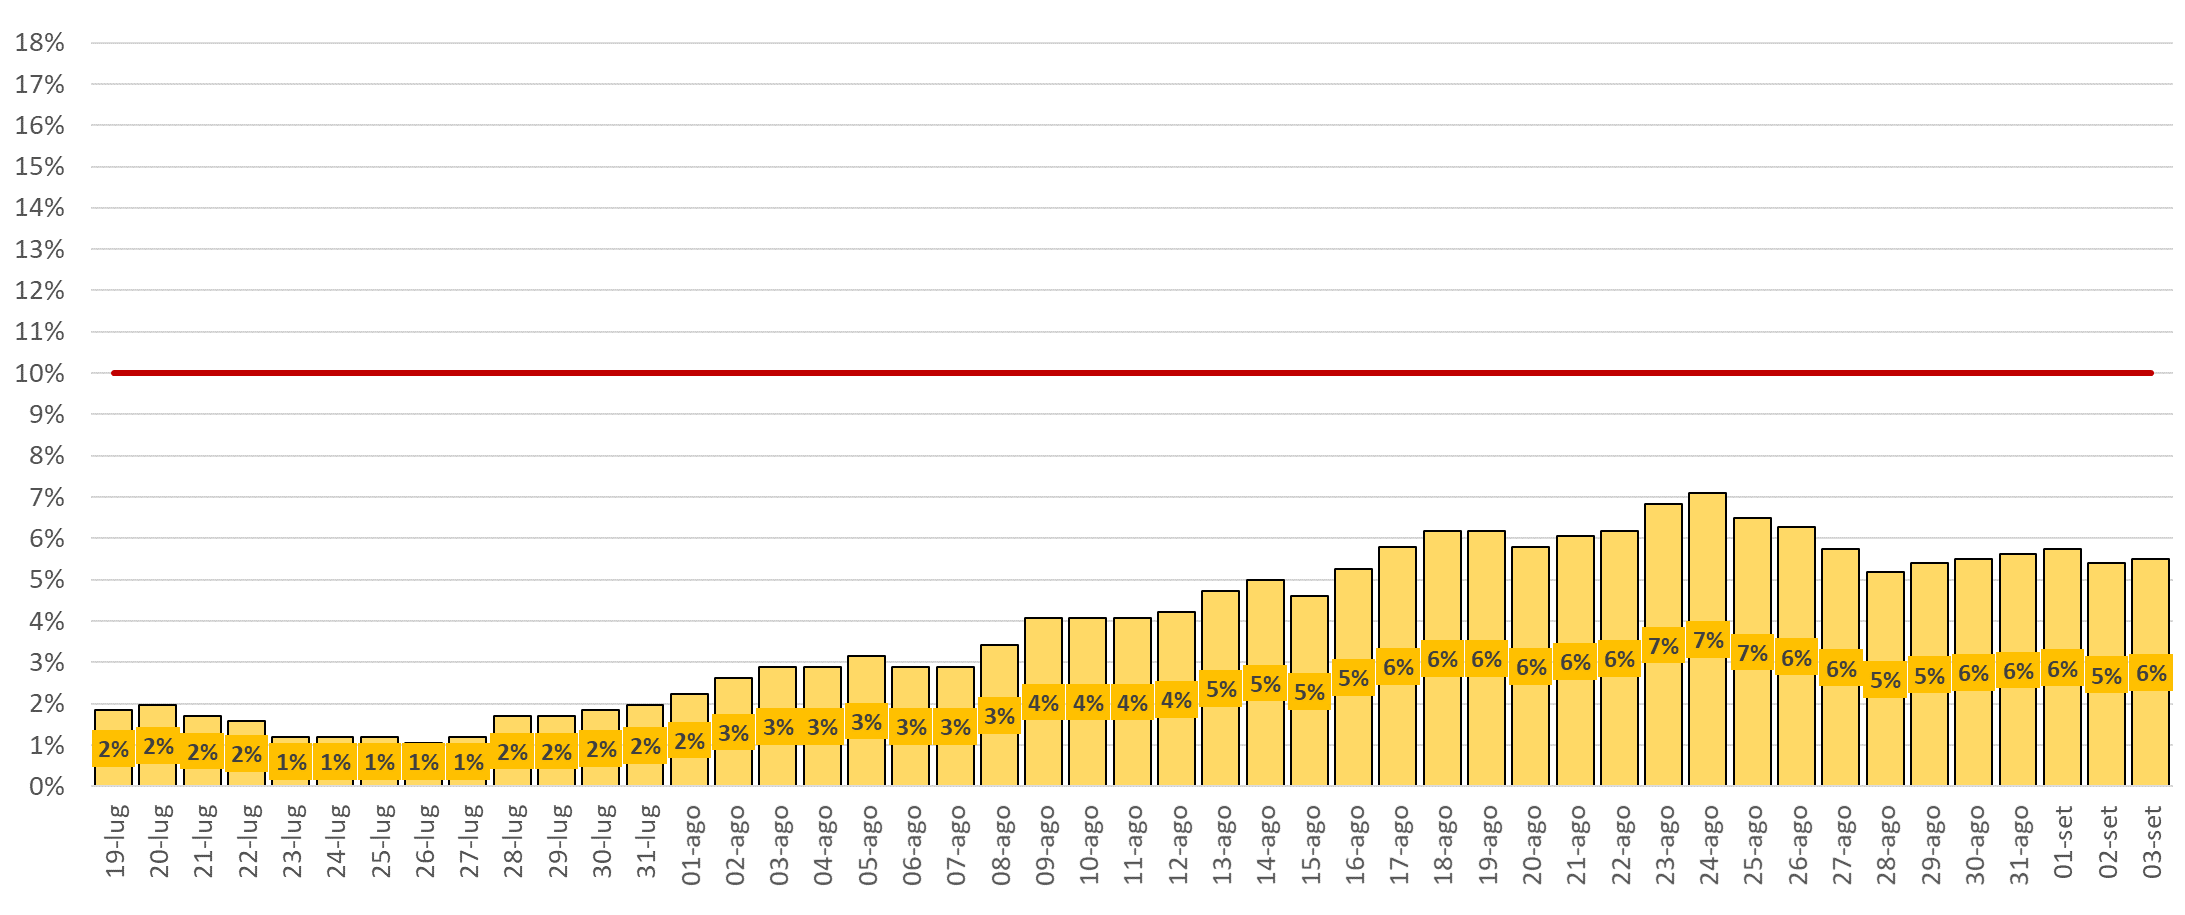 18%
17%
16%
15%
14%
13%
12%
11%
10%
9%
8%
7%
6%
5%
4%
3%
2%
1%
0%
2% 2% 2% 2% 1% 1% 1% 1% 1% 2% 2% 2% 2% 2% 3% 3% 3% 3% 3% 3% 3% 4% 4% 4% 4% 5% 5% 5% 5% 6% 6% 6% 6% 6% 6% 7% 7% 7% 6% 6% 5% 5% 6% 6% 6% 5% 6%
19-lug
20-lug
21-lug
22-lug
23-lug
24-lug
25-lug
26-lug
27-lug
28-lug
29-lug
30-lug
31-lug
01-ago
02-ago
03-ago
04-ago
05-ago
06-ago
07-ago
08-ago
09-ago
10-ago
11-ago
12-ago
13-ago
14-ago
15-ago
16-ago
17-ago
18-ago
19-ago
20-ago
21-ago
22-ago
23-ago
24-ago
25-ago
26-ago
27-ago
28-ago
29-ago
30-ago
31-ago
01-set
02-set
03-set